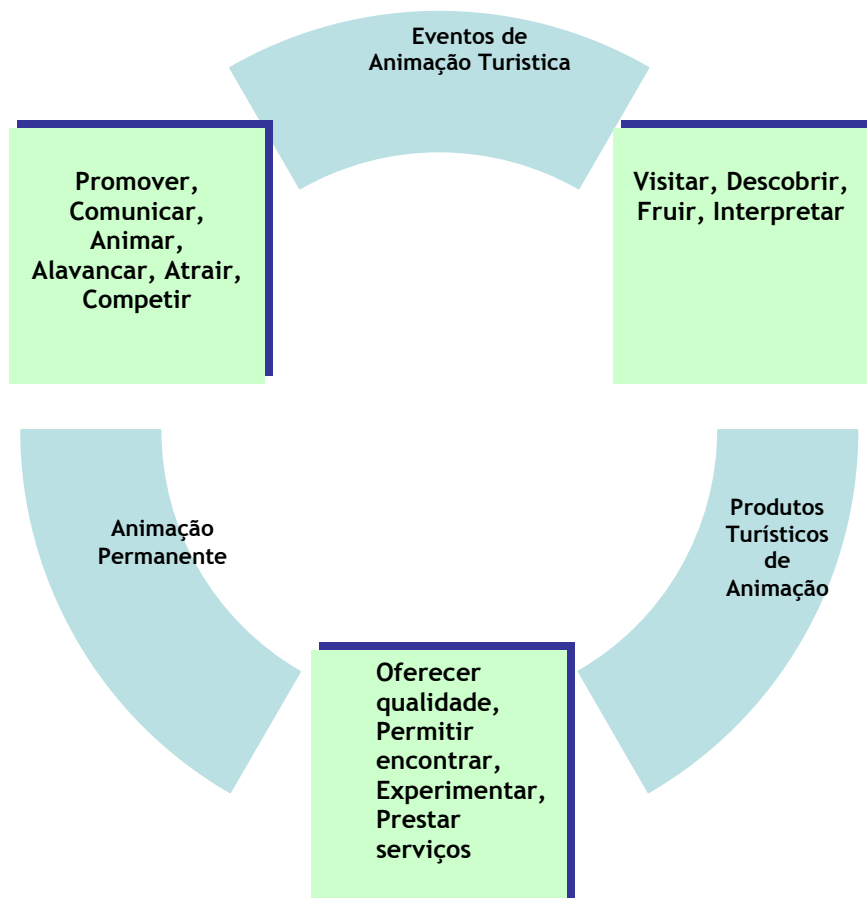 Eventos de
Animação Turistica
Promover,
Comunicar,
Animar,
Alavancar, Atrair,
Competir
Visitar, Descobrir,
Fruir, Interpretar
Animação
Permanente
Produtos
Turísticos
de
Animação
Oferecer
qualidade,
Permitir
encontrar,
Experimentar,
Prestar
serviços